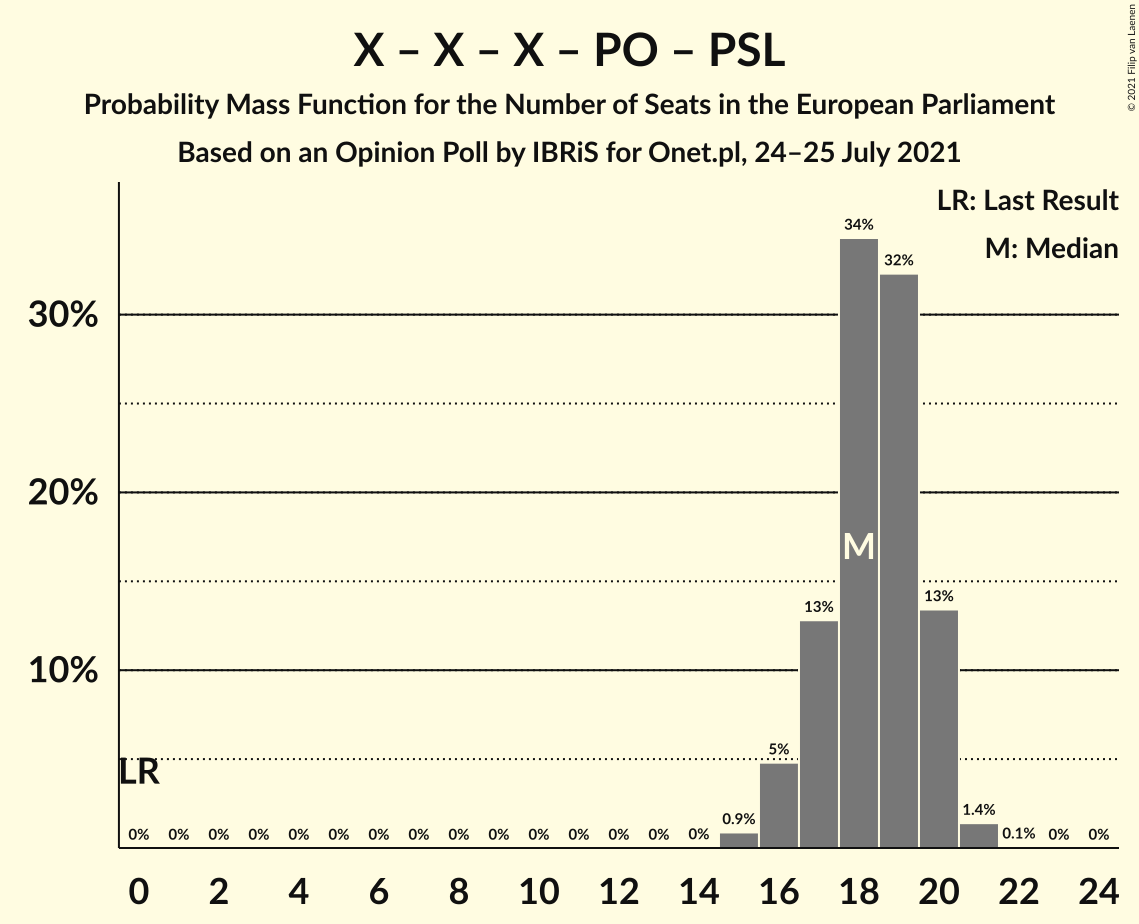 X – X – X – PO – PSL
Probability Mass Function for the Number of Seats in the European Parliament
Based on an Opinion Poll by IBRiS for Onet.pl, 24–25 July 2021
© 2021 Filip van Laenen
LR: Last Result
M: Median
34%
32%
30%
20%
M
13%
13%
10%
5%
LR
0.9%
1.4%
0% 0% 0% 0% 0% 0% 0% 0% 0% 0% 0% 0% 0% 0% 0% 0.1% 0% 0%
0 2 4 6 8 10 12 14 16 18 20 22 24